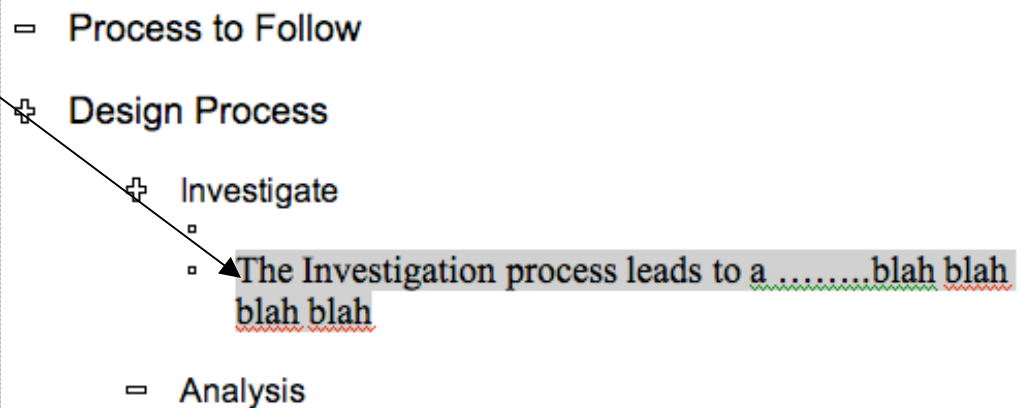 Process to Follow
Design Process
Investigate
The Investigation process leads to a ........blah blah
blah blah
Analysis